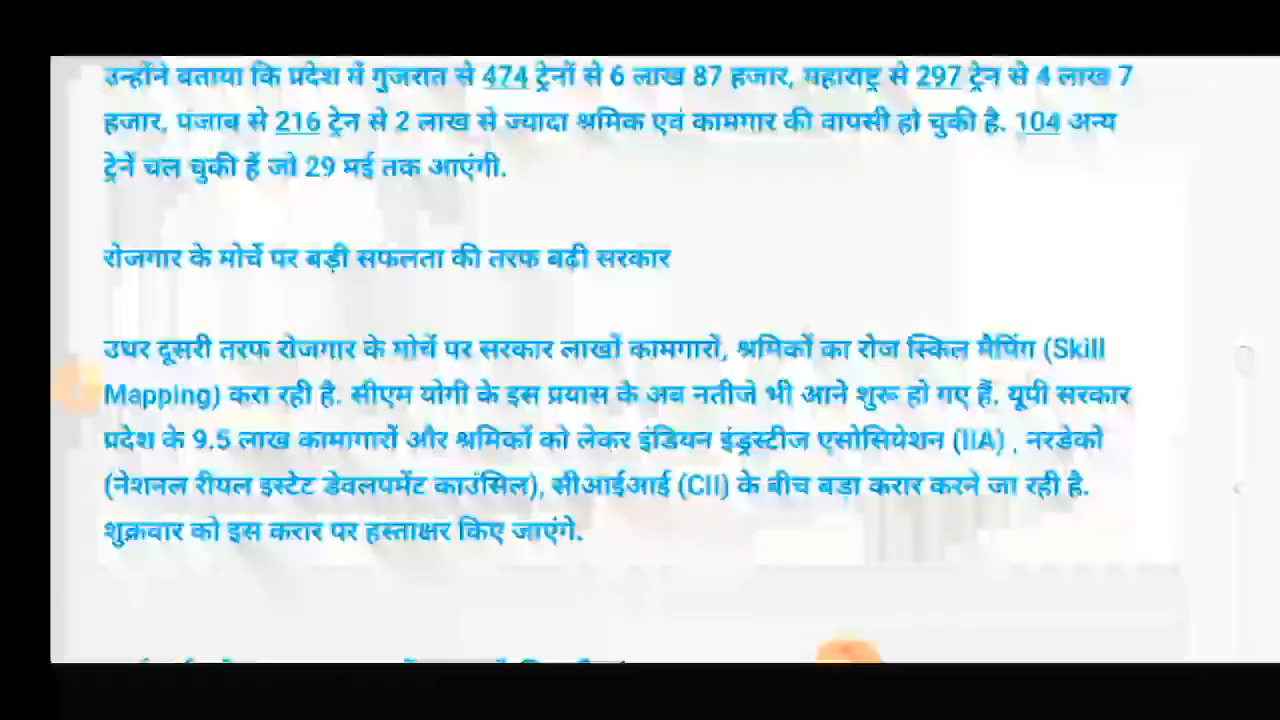 उन्होंने बताया कि प्रदेश में गुजरात से 474 ट्रेनों से 6 लाख 87 हजार, महाराष्ट्र से 297 ट्रेन से 4 लाख 7
हजार, पंजाब से 216 ट्रेन से 2 लाख से ज्यादा श्रमिक एवं कामगार की वापसी हो चुकी है. 104 अन्य
ट्रेनें चल चुकी हैं जो 29 मई तक आएंगी.
रोजगार के मोर्चे पर बड़ी सफलता की तरफ बढ़ी सरकार
उधर दूसरी तरफ रोजगार के मोर्चे पर सरकार लाखों कामगारों, श्रमिकों का रोज स्किल मैपिंग (Skill
Mapping) करा रही है. सीएम योगी के इस प्रयास के अब नतीजे भी आने शुरू हो गए हैं. यूपी सरकार
प्रदेश के 9.5 लाख कामागारों और श्रमिकों को लेकर इंडियन इंड्रस्टीज एसोसियेशन (IIA) , नरडेको
(नेशनल रीयल इस्टेट डेवलपमेंट काउंसिल), सीआईआई (CII) के बीच बड़ा करार करने जा रही है.
शुक्रवार को इस करार पर हस्ताक्षर किए जाएंगे.